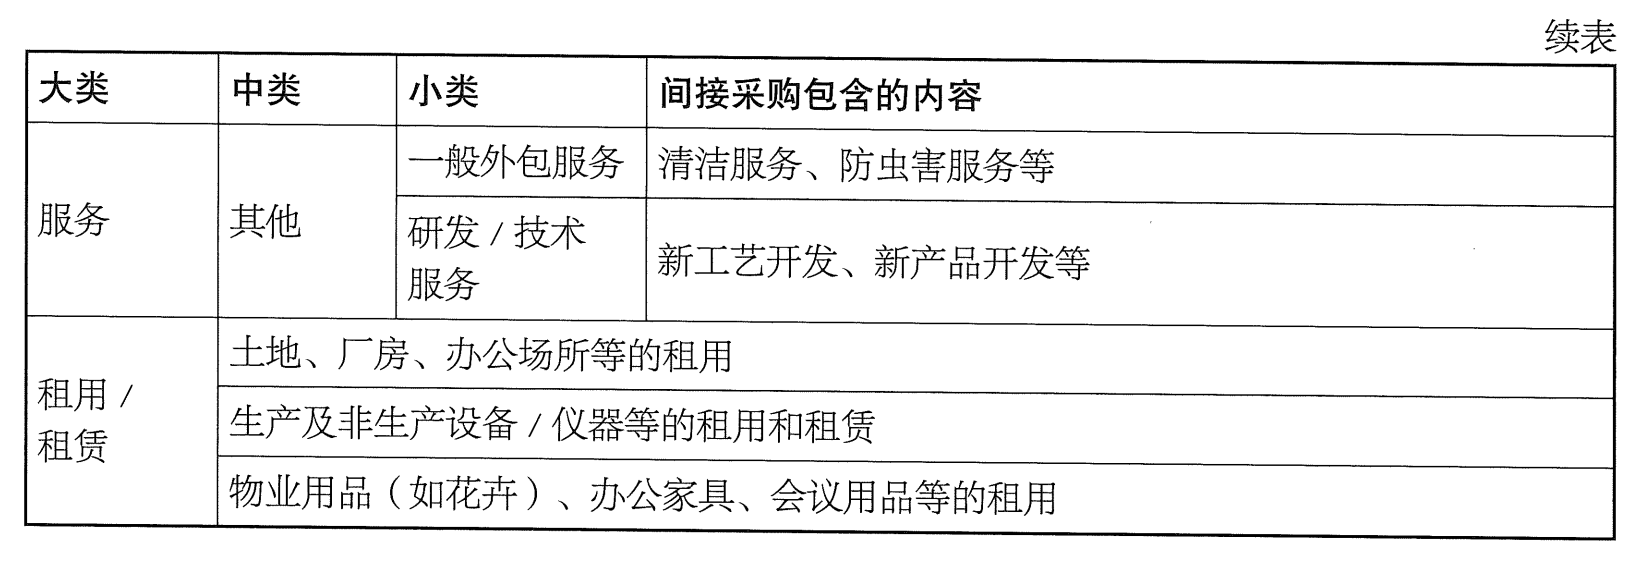 续表
大类 中类 小类 间接采购包含的内容
服务 其他 一般外包服务 清洁服务、防虫害服务等
研发 / 技术
服务
新工艺开发、新产品开发等
租用 /
租赁
土地、厂房、办公场所等的租用
生产及非生产设备 / 仪器等的租用和租赁
物业用品（如花卉）、办公家具、会议用品等的租用